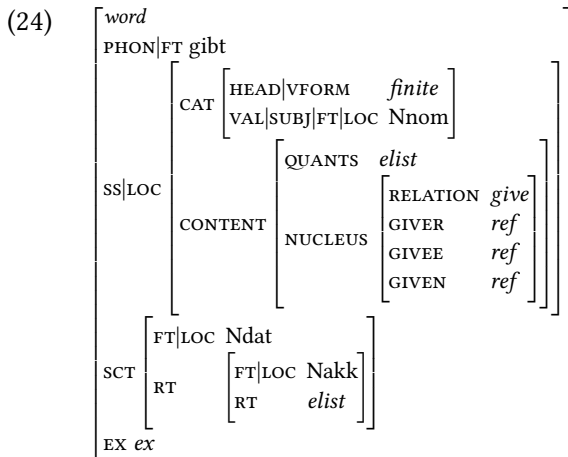 (24)
word
PHON|FT gibt
SS|LOC
CAT
HEAD|VFORM finite
VAL|SUBJ|FT|LOC Nnom
CONTENT
QUANTS elist
NUCLEUS
RELATION give
GIVER ref
GIVEE ref
GIVEN ref
SCT
FT|LOC Ndat
RT
FT|LOC Nakk
RT elist
EX ex